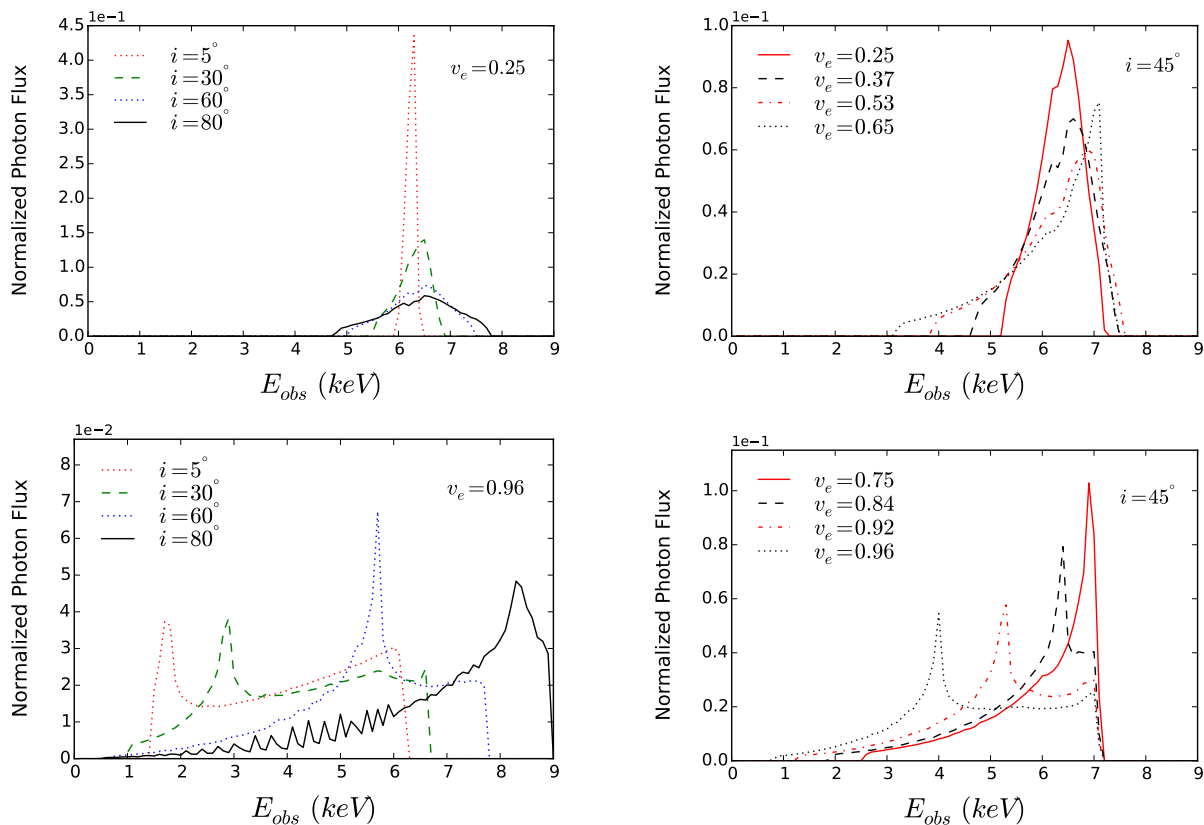 1e−1
4.5
4.0
3.5
3.0
2.5
2.0
1.5
1.0
0.5
0.0
Normalized Photon Flux
i=5°
i=30°
i=60°
i=80°
v_e=0.25
0 1 2 3 4 5 6 7 8 9
E_obs (keV)
1e−1
1.0
0.8
0.6
0.4
0.2
0.0
Normalized Photon Flux
v_e=0.25
v_e=0.37
v_e=0.53
v_e=0.65
i=45°
0 1 2 3 4 5 6 7 8 9
E_obs (keV)
1e−2
8
7
6
5
4
3
2
1
0
Normalized Photon Flux
i=5°
i=30°
i=60°
i=80°
v_e=0.96
0 1 2 3 4 5 6 7 8 9
E_obs (keV)
1e−1
1.0
0.8
0.6
0.4
0.2
0.0
Normalized Photon Flux
v_e=0.75
v_e=0.84
v_e=0.92
v_e=0.96
i=45°
0 1 2 3 4 5 6 7 8 9
E_obs (keV)